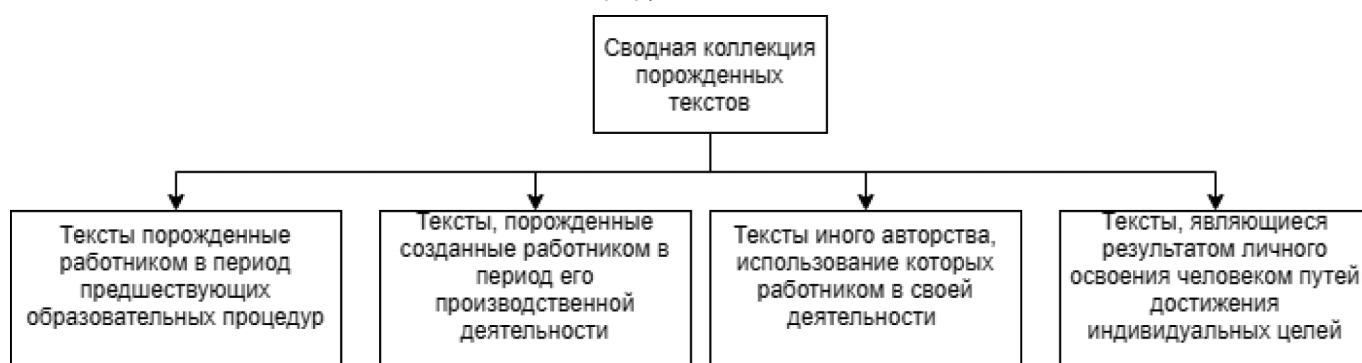 Сводная коллекция
порожденных
текстов
Тексты порожденные
работником в период
предшествующих
образовательных процедур
Тексты, порожденные
созданные работником в
период его
производственной
деятельности
Тексты иного авторства,
использование которых
работником в своей
деятельности
Тексты, являющиеся
результатом личного
освоения человеком путей
достижения
индивидуальных целей